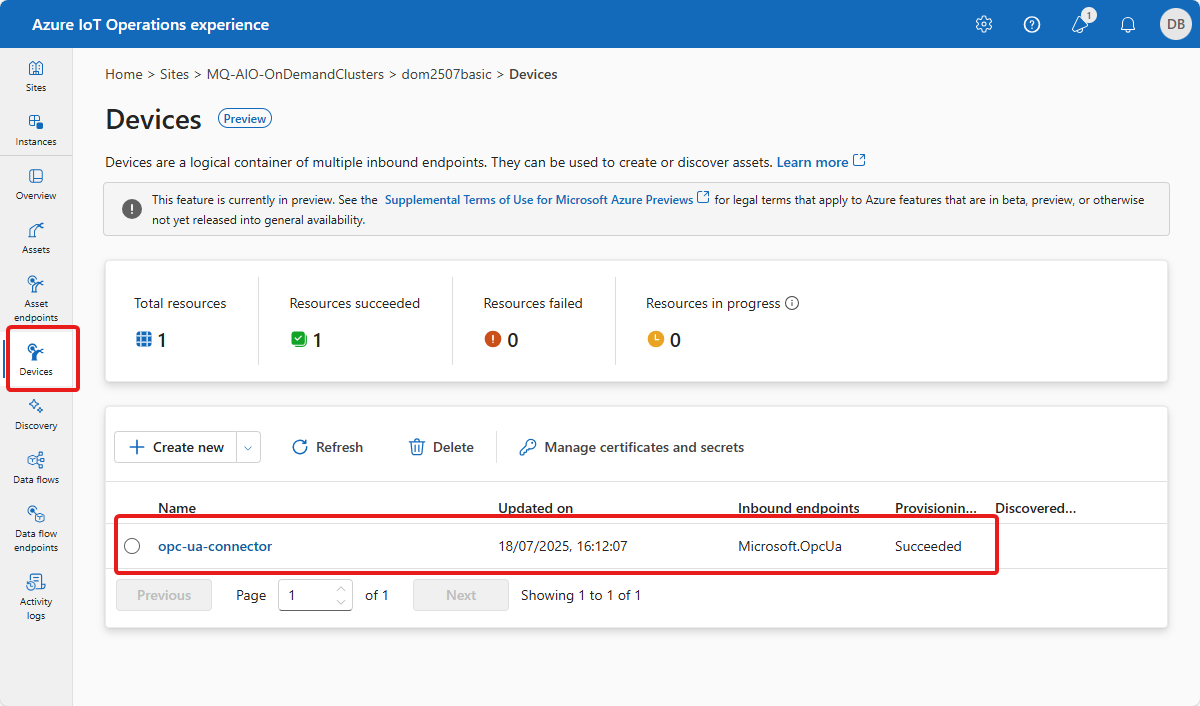 Azure IoT Operations experience
1
DB
Sites
Instances
Overview
Assets
Asset
endpoints
Devices
Discovery
Data flows
Data flow
endpoints
Activity
logs
Home > Sites > MQ-AIO-OnDemandClusters > dom2507basic > Devices
Devices
Preview
Devices are a logical container of multiple inbound endpoints. They can be used to create or discover assets. Learn more
This feature is currently in preview. See the Supplemental Terms of Use for Microsoft Azure Previews for legal terms that apply to Azure features that are in beta, preview, or otherwise
not yet released into general availability.
Total resources
1
Resources succeeded
1
Resources failed
0
Resources in progress
0
Create new
Refresh
Delete
Manage certificates and secrets
Name Updated on Inbound endpoints Provisionin... Discovered...
opc-ua-connector 18/07/2025, 16:12:07 Microsoft.OpcUa Succeeded
Previous Page 1 of 1 Next Showing 1 to 1 of 1